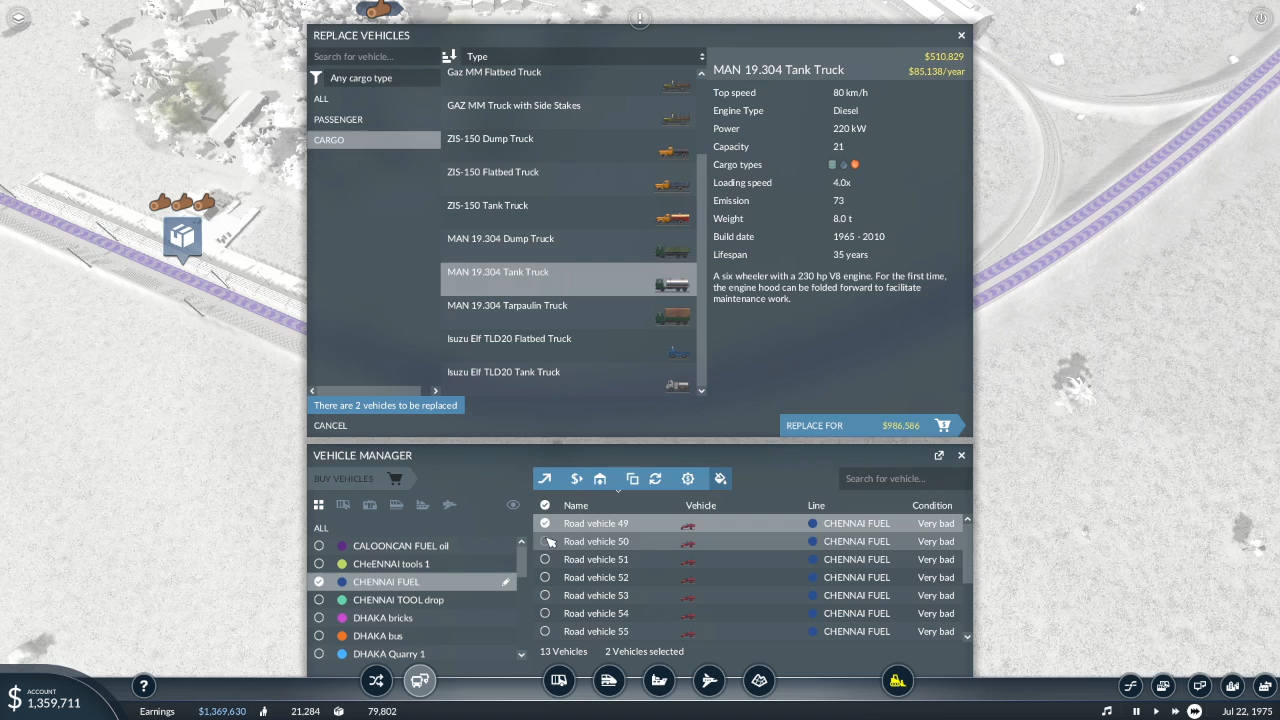 REPLACE VEHICLES
Search for vehicle...
Type
$510,829
$85,138/year
Any cargo type
ALL
PASSENGER
CARGO
Gaz MM Flatbed Truck
GAZ MM Truck with Side Stakes
ZIS-150 Dump Truck
ZIS-150 Flatbed Truck
ZIS-150 Tank Truck
MAN 19.304 Dump Truck
MAN 19.304 Tank Truck
MAN 19.304 Tarpaulin Truck
Isuzu Elf TLD20 Flatbed Truck
Isuzu Elf TLD20 Tank Truck
MAN 19.304 Tank Truck
Top speed 80 km/h
Engine Type Diesel
Power 220 kW
Capacity 21
Cargo types
Loading speed 4.0x
Emission 73
Weight 8.0 t
Build date 1965 - 2010
Lifespan 35 years
A six wheeler with a 230 hp V8 engine. For the first time,
the engine hood can be folded forward to facilitate
maintenance work.
There are 2 vehicles to be replaced
CANCEL
REPLACE FOR $986,586
VEHICLE MANAGER
BUY VEHICLES
Search for vehicle...
ALL
CALOONCAN FUEL oil
CHeENNAI tools 1
CHENNAI FUEL
CHENNAI TOOL drop
DHAKA bricks
DHAKA bus
DHAKA Quarry 1
Name Vehicle Line Condition
Road vehicle 49 CHENNAI FUEL Very bad
Road vehicle 50 CHENNAI FUEL Very bad
Road vehicle 51 CHENNAI FUEL Very bad
Road vehicle 52 CHENNAI FUEL Very bad
Road vehicle 53 CHENNAI FUEL Very bad
Road vehicle 54 CHENNAI FUEL Very bad
Road vehicle 55 CHENNAI FUEL Very bad
13 Vehicles 2 Vehicles selected
ACCOUNT
$ 1,359,711
Earnings $1,369,630 21,284 79,802
Jul 22, 1975